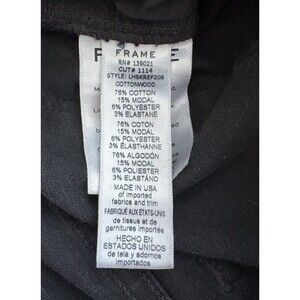 FRAME
RN# 139021
CUT# 1114
STYLE: LHSKREF208
COTTONWOOD
76% COTTON
15% MODAL
6% POLYESTER
3% ELASTANE
76% COTON
15% MODAL
6% POLYESTER
3% ÉLASTHANNE
76% ALGODÓN
15% MODAL
6% POLIESTER
3% ELASTANO
MADE IN USA
of imported
fabrics and trim
FABRIQUÉ AUX ÉTATS-UNIS
de tissus et de
garnitures importés
HECHO EN
ESTADOS UNIDOS
de tela y adornos
importados